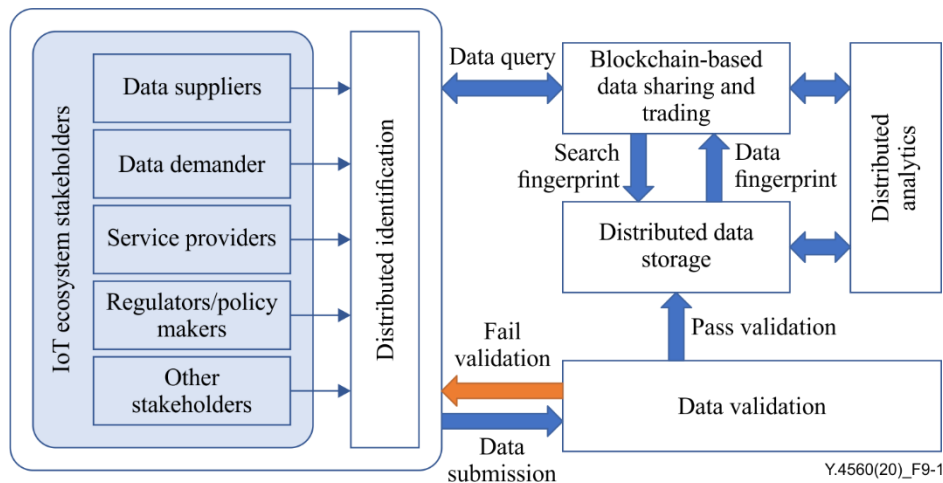 IoT ecosystem stakeholders
Data suppliers
Data demander
Service providers
Regulators/policy
makers
Other
stakeholders
Distributed identification
Data query
Blockchain-based
data sharing and
trading
Search
fingerprint
Data
fingerprint
Distributed data
storage
Distributed
analytics
Pass validation
Fail
validation
Data validation
Data
submission
Y.4560(20)_F9-1